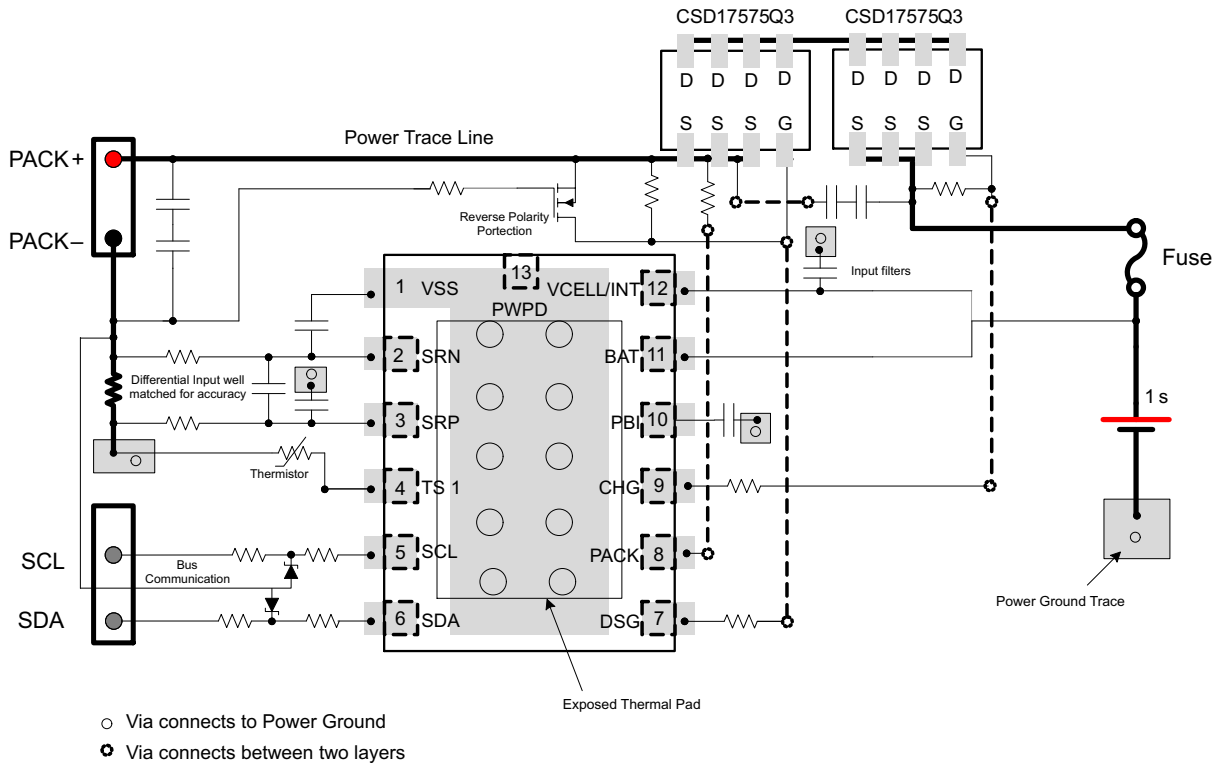 CSD17575Q3
CSD17575Q3
D D D D
D D D D
S S S G
S S S G
Power Trace Line
PACK+
PACK–
Reverse Polarity
Portection
Input filters
Fuse
1 VSS
13
PWPD
VCELL/INT 12
2 SRN
BAT 11
3 SRP
PBI 10
4 TS 1
CHG 9
5 SCL
PACK 8
6 SDA
DSG 7
Differential Input well
matched for accuracy
Thermistor
1 s
SCL
SDA
Bus
Communication
Power Ground Trace
Exposed Thermal Pad
Via connects to Power Ground
Via connects between two layers